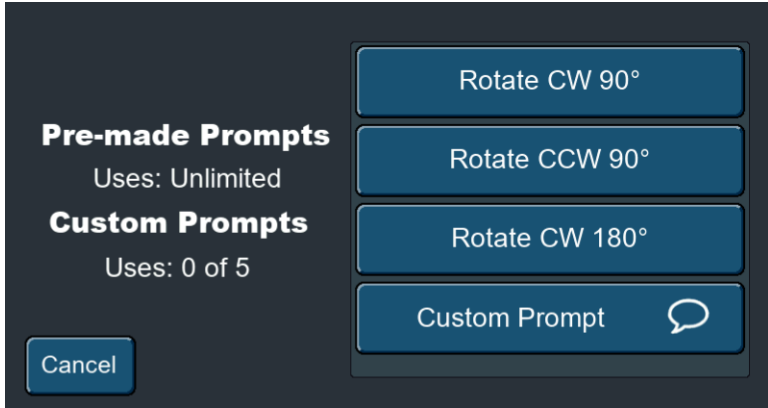 Pre-made Prompts
Uses: Unlimited
Custom Prompts
Uses: 0 of 5
Cancel
Rotate CW 90°
Rotate CCW 90°
Rotate CW 180°
Custom Prompt